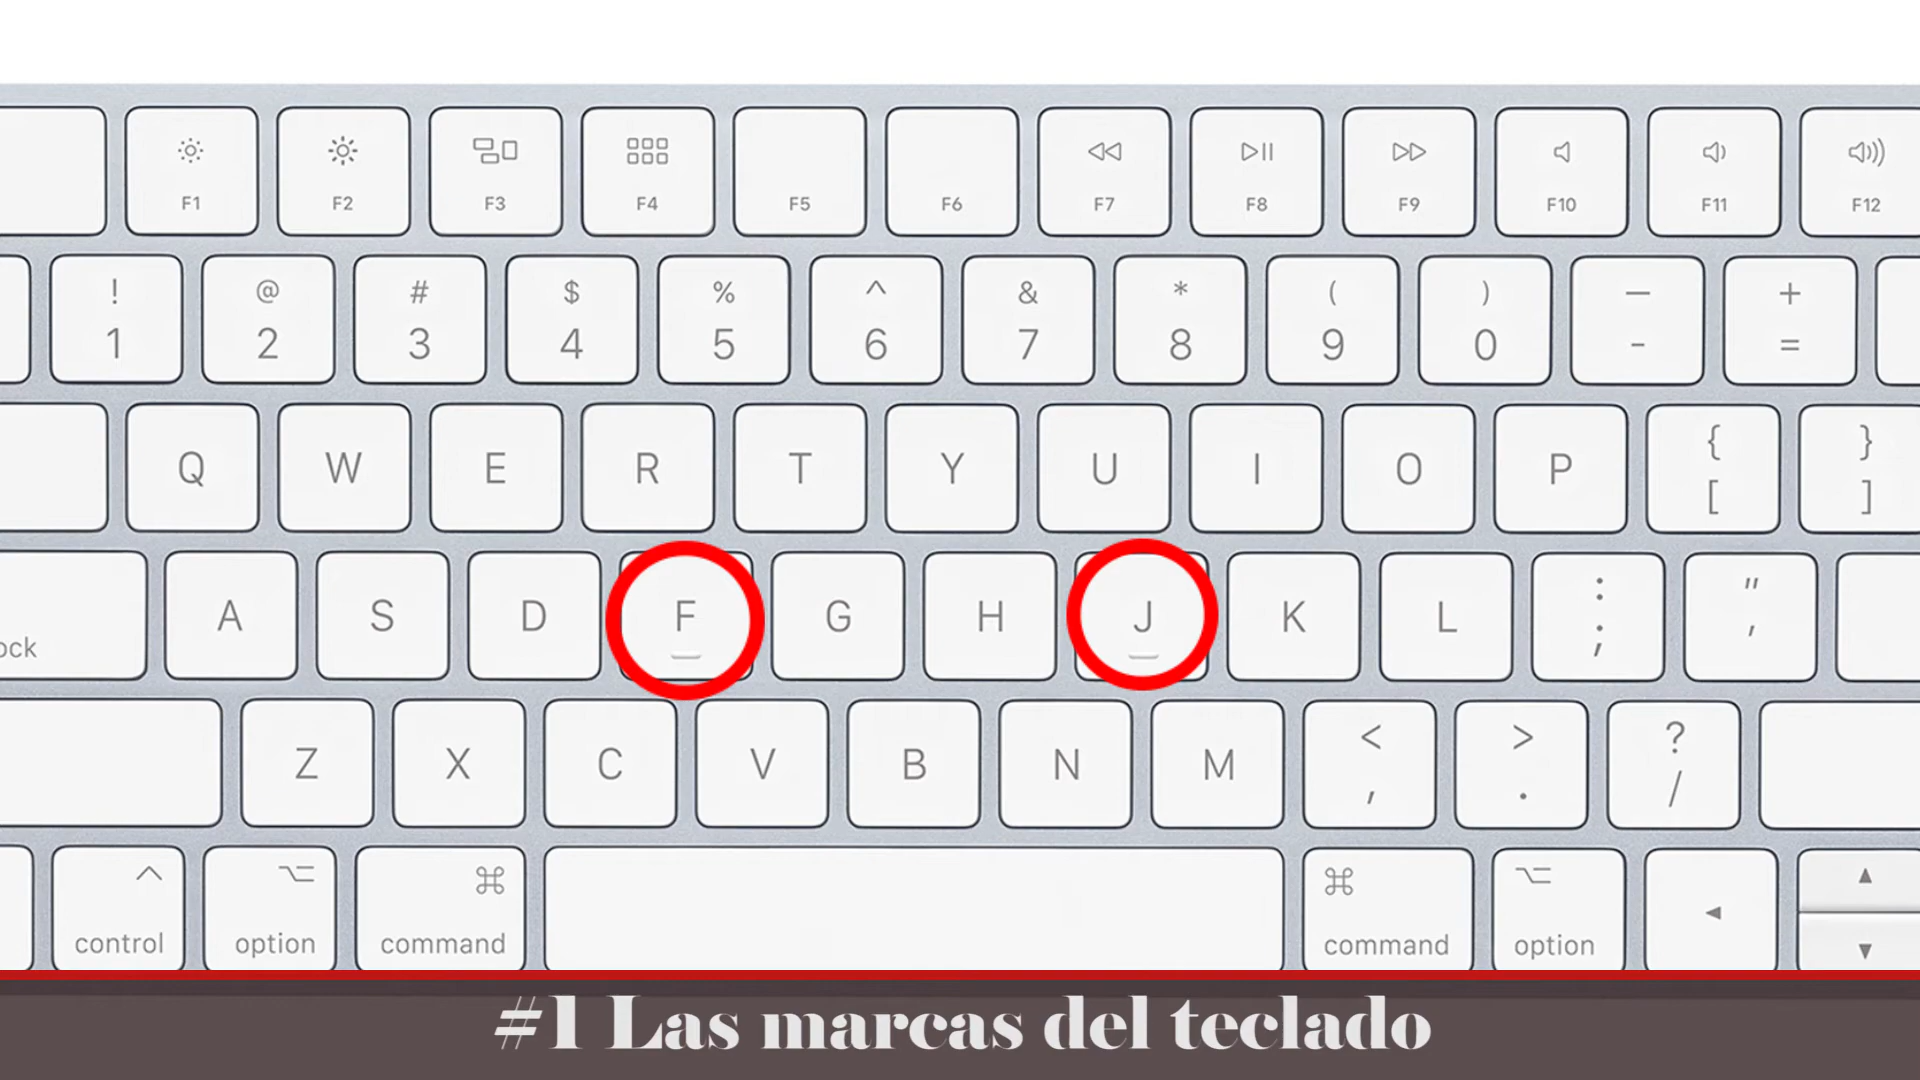 F1 F2 F3 F4 F5 F6 F7 F8 F9 F10 F11 F12
! @ # $ % ^ & * ( ) — +
1 2 3 4 5 6 7 8 9 0 - =
Q W E R T Y U I O P { }
[ ]
A S D F G H J K L : "
ock ; '
Z X C V B N M < > ?
, . /
control option command command option
#1 Las marcas del teclado